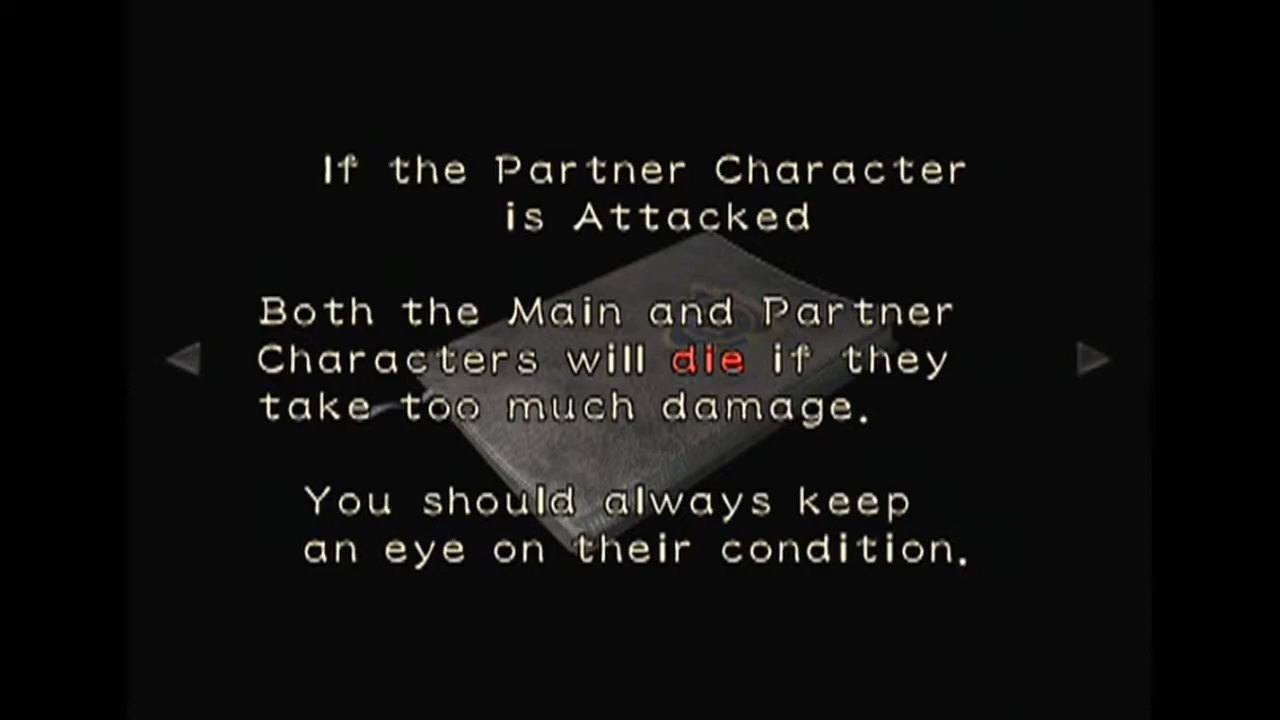 If the Partner Character
is Attacked
Both the Main and Partner
Characters will die if they
take too much damage.
You should always keep
an eye on their condition.